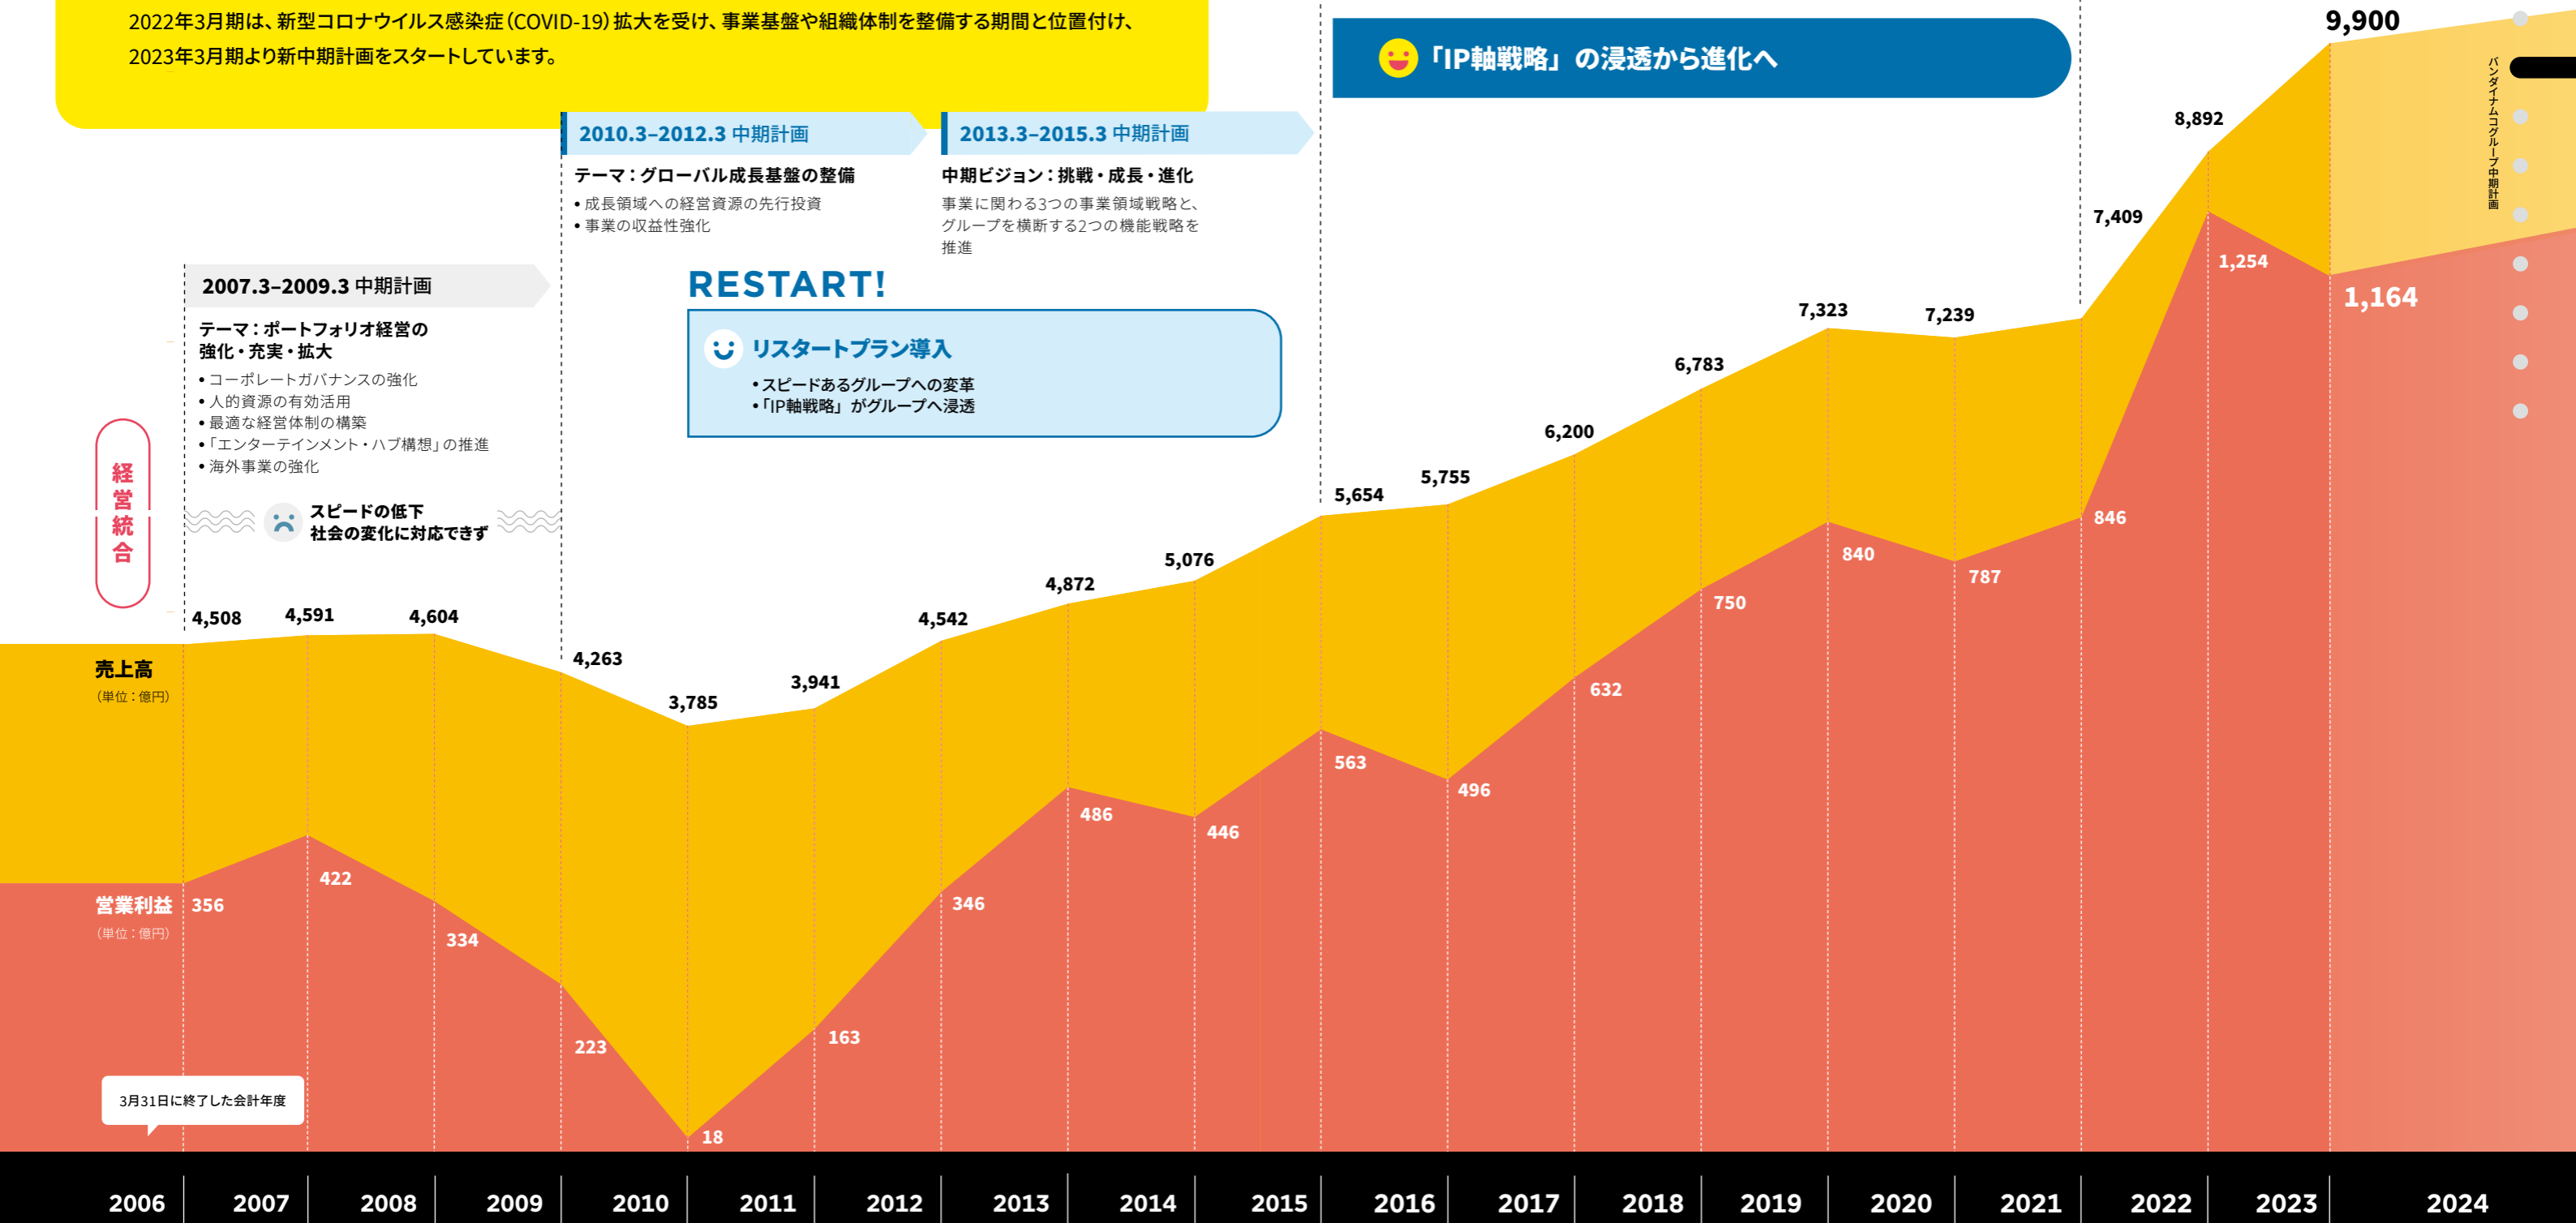 2022年3月期は、新型コロナウイルス感染症（COVID-19）拡大を受け、事業基盤や組織体制を整備する期間と位置付け、
2023年3月期より新中期計画をスタートしています。
「IP軸戦略」の浸透から進化へ
バンダイナムコグループ中期計画
2010.3–2012.3 中期計画
テーマ：グローバル成長基盤の整備
• 成長領域への経営資源の先行投資
• 事業の収益性強化
2013.3–2015.3 中期計画
中期ビジョン：挑戦・成長・進化
事業に関わる3つの事業領域戦略と、
グループを横断する2つの機能戦略を
推進
2007.3–2009.3 中期計画
テーマ：ポートフォリオ経営の
強化・充実・拡大
• コーポレートガバナンスの強化
• 人的資源の有効活用
• 最適な経営体制の構築
• 「エンターテインメント・ハブ構想」の推進
• 海外事業の強化
RESTART!
リスタートプラン導入
• スピードあるグループへの変革
• 「IP軸戦略」がグループへ浸透
経営統合
スピードの低下
社会の変化に対応できず
売上高
（単位：億円）
4,508
4,591
4,604
4,263
3,785
3,941
4,542
4,872
5,076
5,654
5,755
6,200
6,783
7,323
7,239
7,409
8,892
9,900
営業利益
（単位：億円）
356
422
334
223
18
163
346
486
446
563
496
632
750
840
787
846
1,254
1,164
3月31日に終了した会計年度
2006
2007
2008
2009
2010
2011
2012
2013
2014
2015
2016
2017
2018
2019
2020
2021
2022
2023
2024